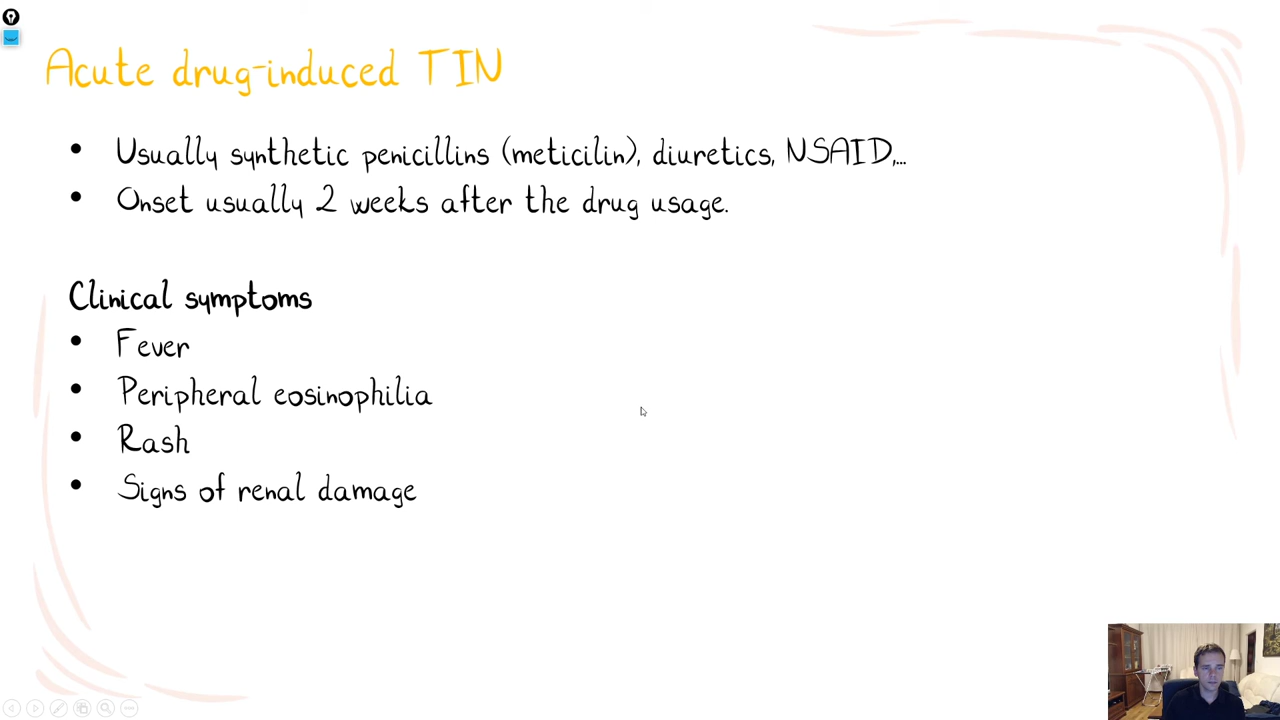 Acute drug-induced TIN
• Usually synthetic penicillins (meticilin), diuretics, NSAID,...
• Onset usually 2 weeks after the drug usage.
Clinical symptoms
• Fever
• Peripheral eosinophilia
• Rash
• Signs of renal damage